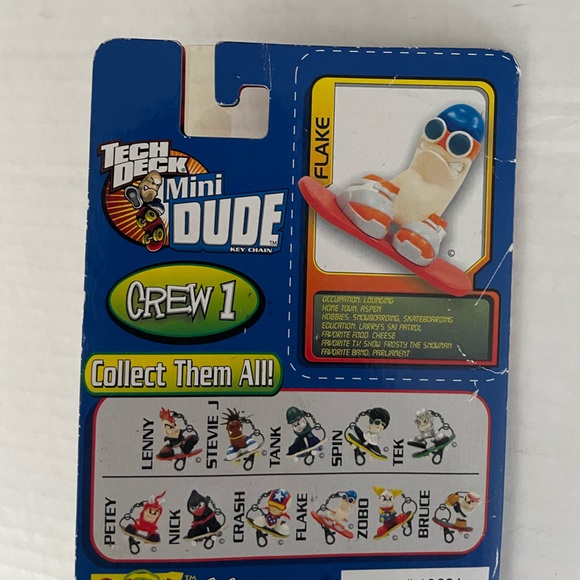 TECH
DECK
Mini
DUDE™
KEY CHAIN
CREW 1
Collect Them All!
FLAKE
©
OCCUPATION: LOUNGING
HOME TOWN: ASPEN
HOBBIES: SNOWBOARDING, SKATEBOARDING
EDUCATION: LARRY'S SKI PATROL
FAVORITE FOOD: CHEESE
FAVORITE T.V. SHOW: FROSTY THE SNOWMAN
FAVORITE BAND: PARLIAMENT
LENNY
STEVIE J
TANK
SPIN
TEK
PETEY
NICK
CRASH
FLAKE
ZOBO
BRUCE